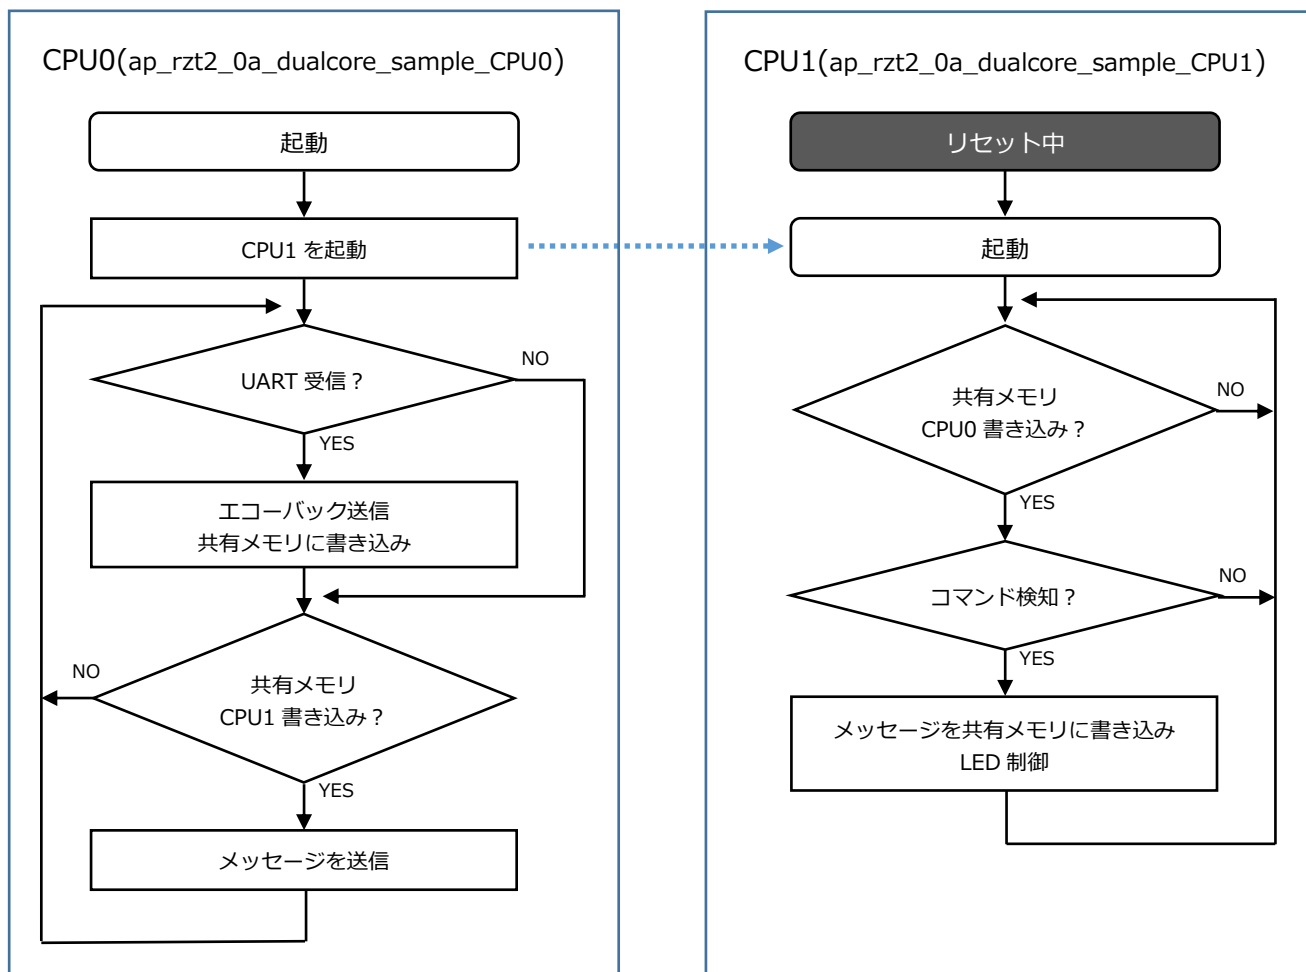 CPU0(ap_rzt2_0a_dualcore_sample_CPU0)
起動
CPU1 を起動
UART 受信？
NO
YES
エコーバック送信
共有メモリに書き込み
NO
共有メモリ
CPU1 書き込み？
YES
メッセージを送信
CPU1(ap_rzt2_0a_dualcore_sample_CPU1)
リセット中
起動
共有メモリ
CPU0 書き込み？
NO
YES
コマンド検知？
NO
YES
メッセージを共有メモリに書き込み
LED 制御